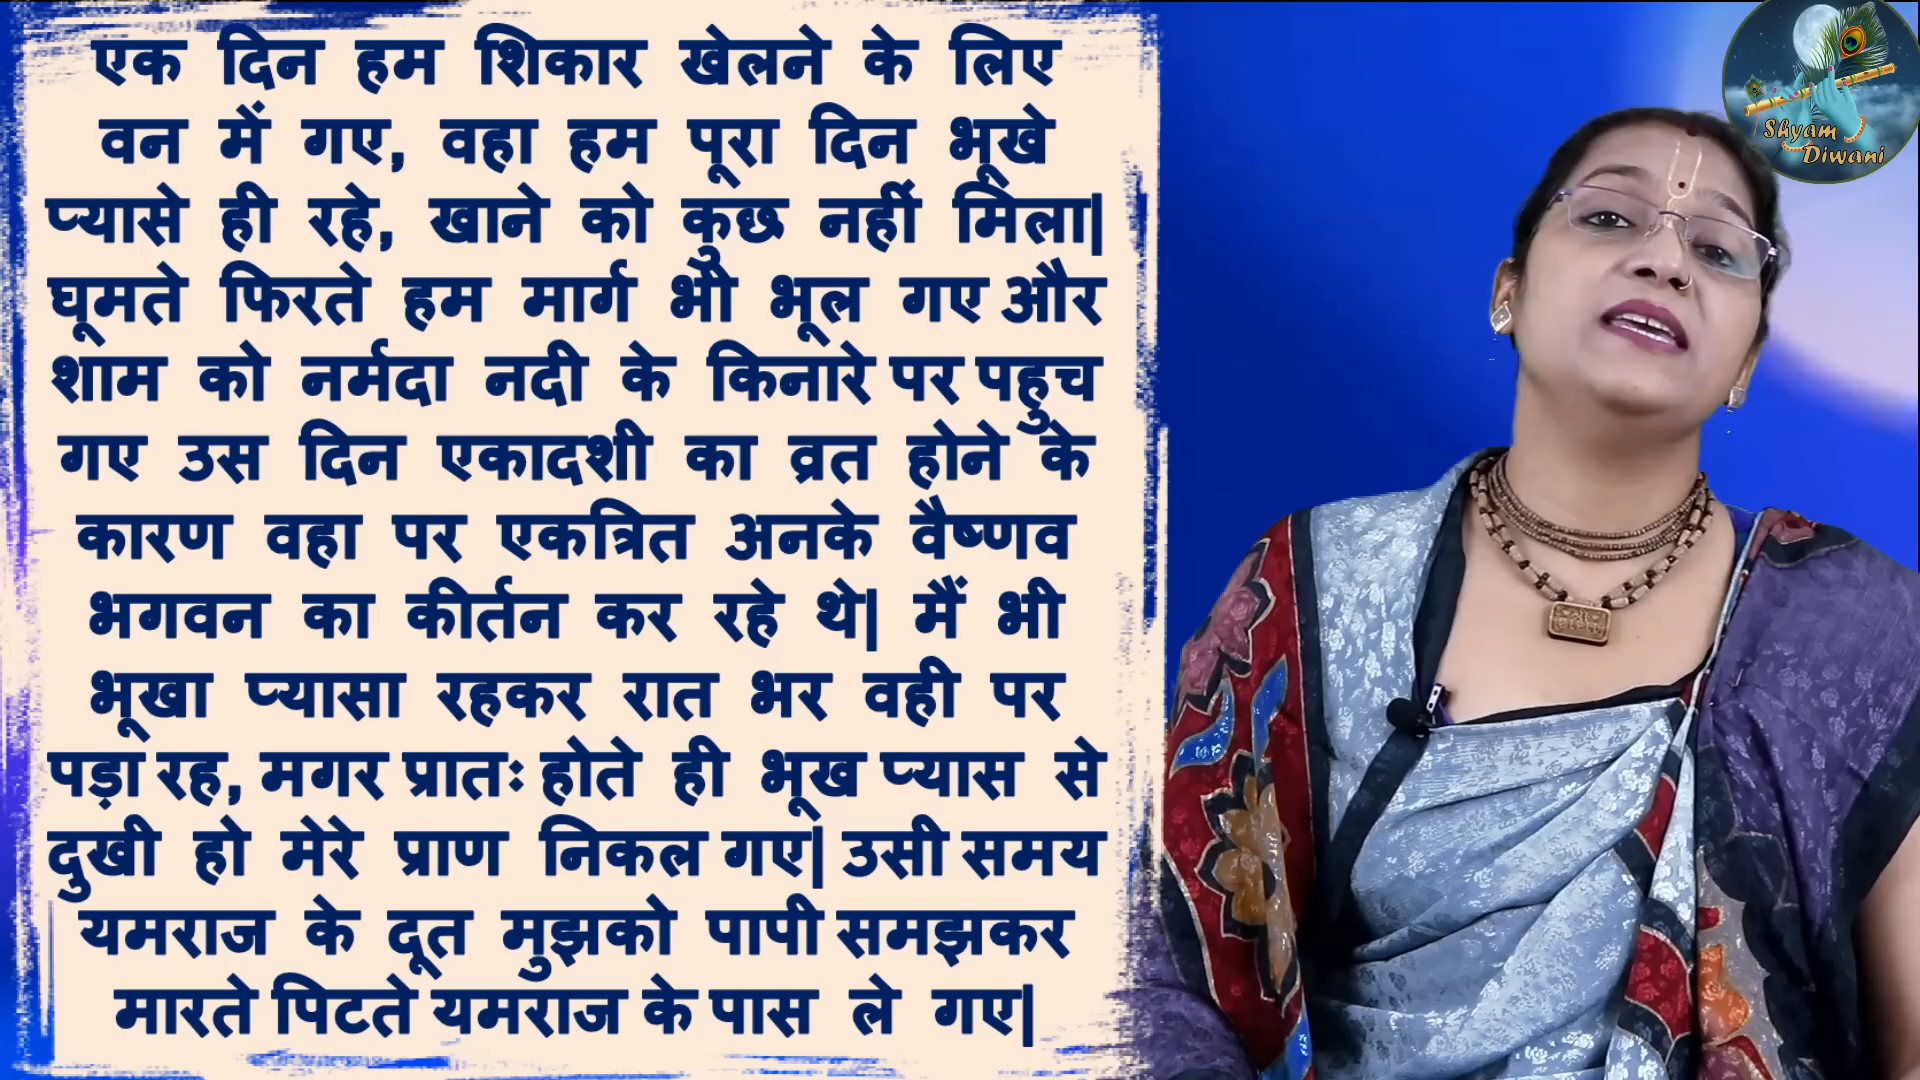 एक दिन हम शिकार खेलने के लिए
वन में गए, वहा हम पूरा दिन भूखे
प्यासे ही रहे, खाने को कुछ नहीं मिला|
घूमते फिरते हम मार्ग भी भूल गए और
शाम को नर्मदा नदी के किनारे पर पहुच
गए उस दिन एकादशी का व्रत होने के
कारण वहा पर एकत्रित अनके वैष्णव
भगवन का कीर्तन कर रहे थे| मैं भी
भूखा प्यासा रहकर रात भर वही पर
पड़ा रह, मगर प्रातः होते ही भूख प्यास से
दुखी हो मेरे प्राण निकल गए| उसी समय
यमराज के दूत मुझको पापी समझकर
मारते पिटते यमराज के पास ले गए|
Shyam
Diwani